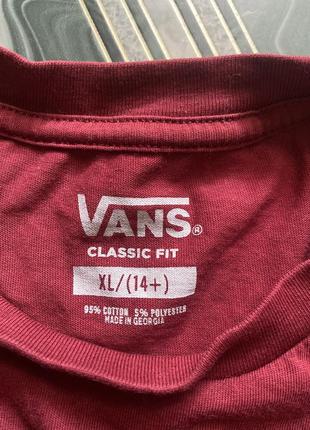 VANS®
CLASSIC FIT
XL/(14+)
95% COTTON 5% POLYESTER
MADE IN GEORGIA